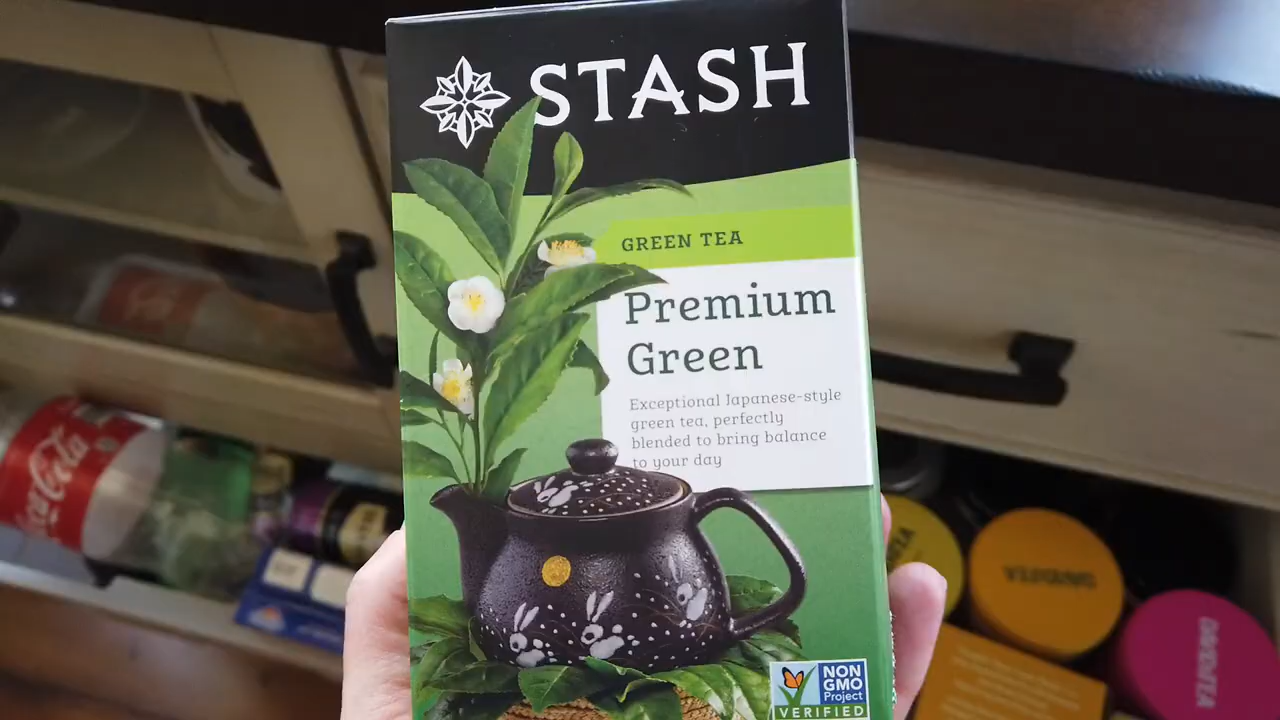 STASH
GREEN TEA
Premium
Green
Exceptional Japanese-style
green tea, perfectly
blended to bring balance
to your day
NON
GMO
Project
VERIFIED
Coca-Cola
DAVIDsTEA